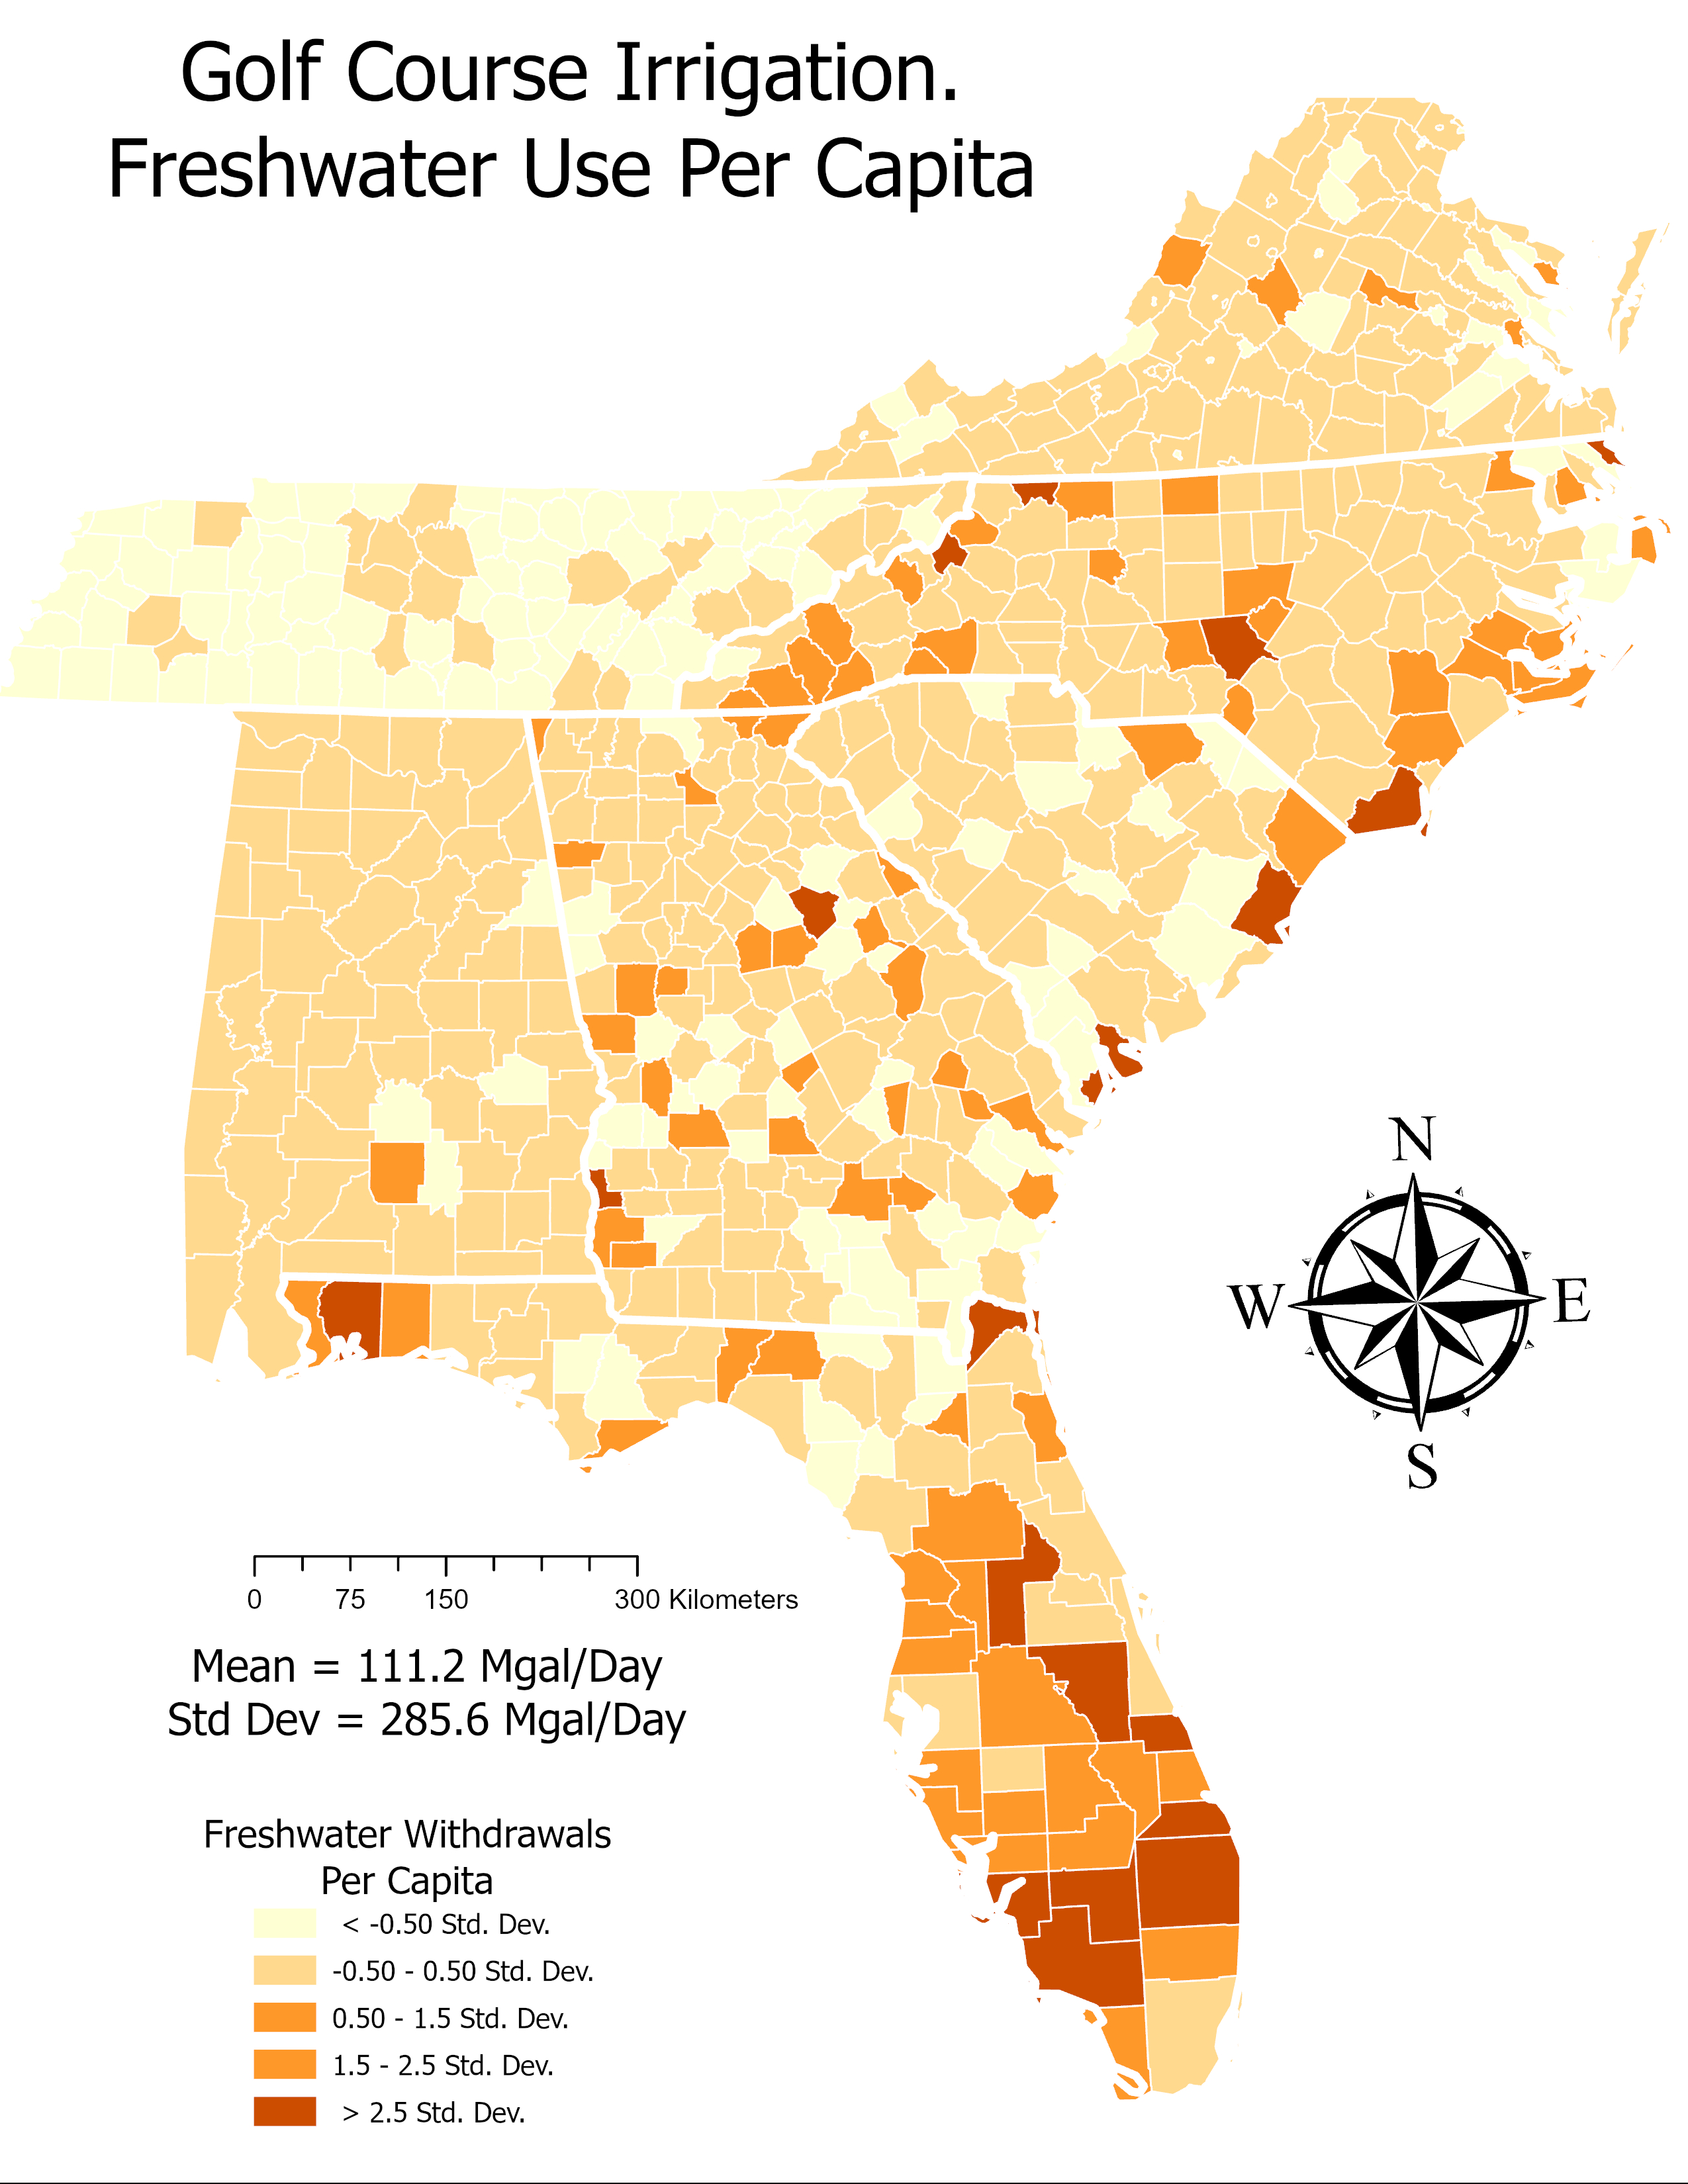 Golf Course Irrigation.
Freshwater Use Per Capita
N
W
E
S
0 75 150 300 Kilometers
Mean = 111.2 Mgal/Day
Std Dev = 285.6 Mgal/Day
Freshwater Withdrawals
Per Capita
< -0.50 Std. Dev.
-0.50 - 0.50 Std. Dev.
0.50 - 1.5 Std. Dev.
1.5 - 2.5 Std. Dev.
> 2.5 Std. Dev.